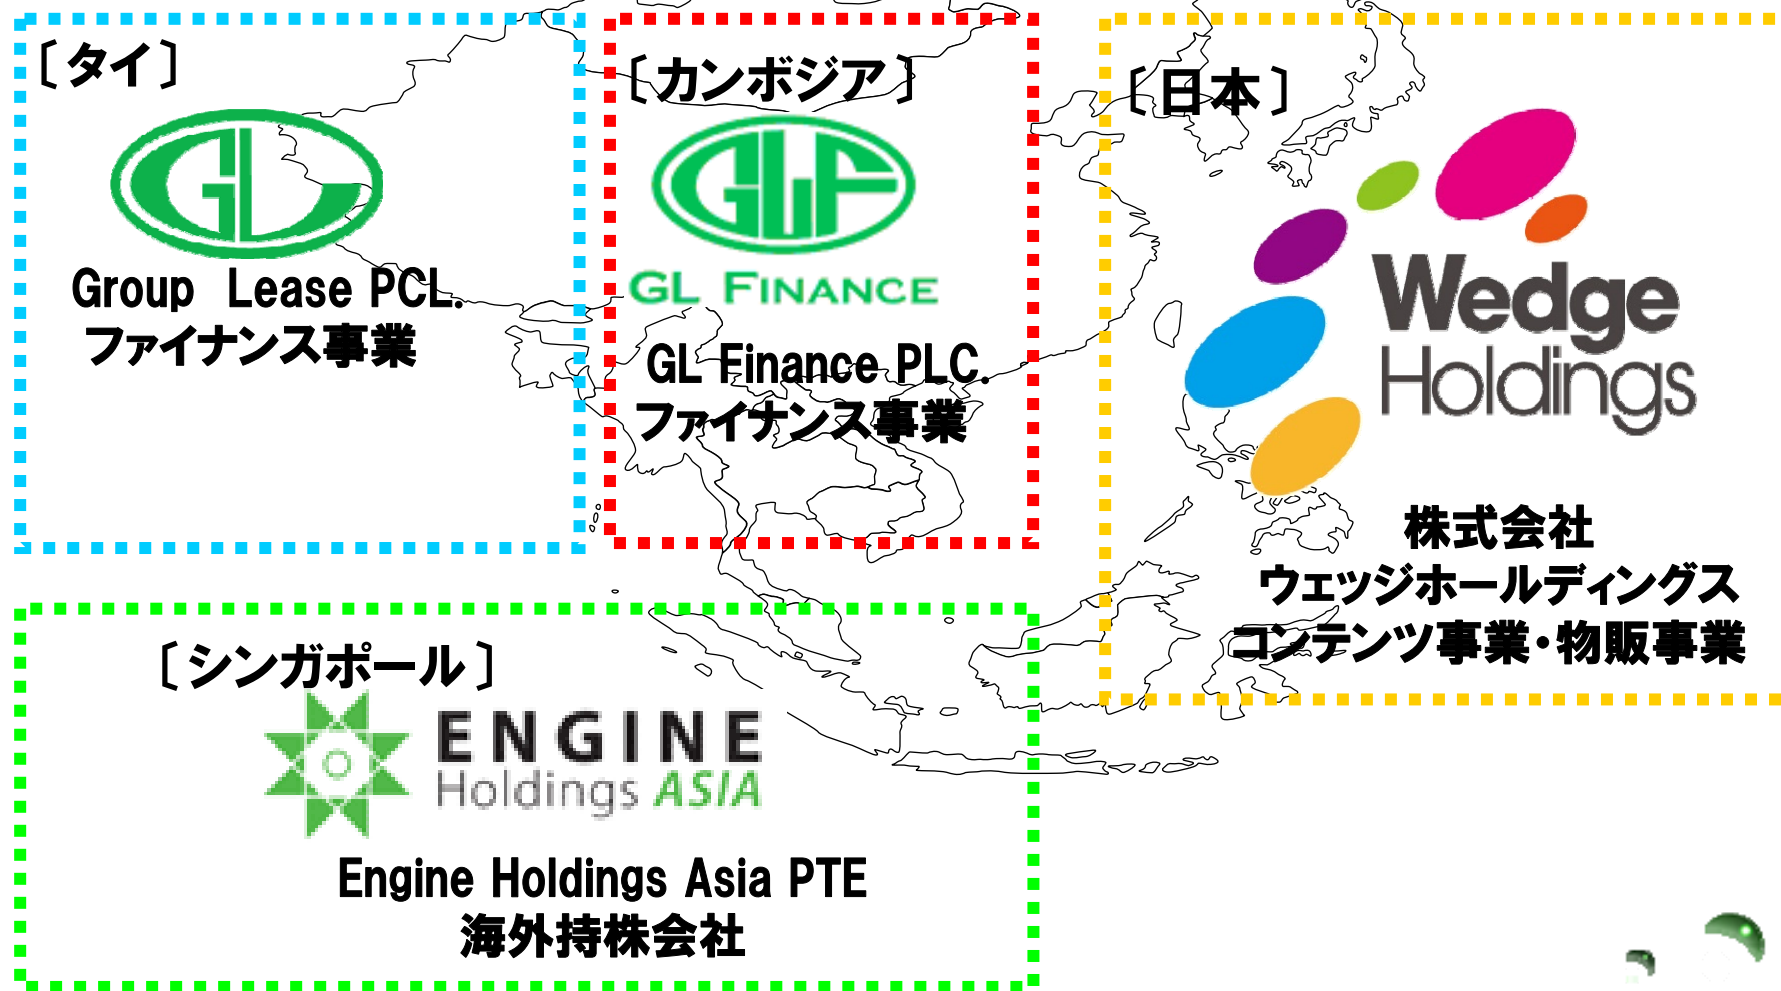 〔タイ〕
GL
Group Lease PCL.
ファイナンス事業
〔カンボジア〕
GLF
GL FINANCE
GL Finance PLC.
ファイナンス事業
〔日本〕
Wedge
Holdings
株式会社
ウェッジホールディングス
コンテンツ事業・物販事業
〔シンガポール〕
ENGINE
Holdings ASIA
Engine Holdings Asia PTE
海外持株会社